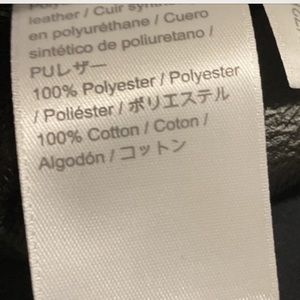 leather / Cuir
en polyuréthane / Cuero
sintético de poliuretano /
PUレザー
100% Polyester / Polyester
/ Poliéster / ポリエステル
100% Cotton / Coton /
Algodón / コットン